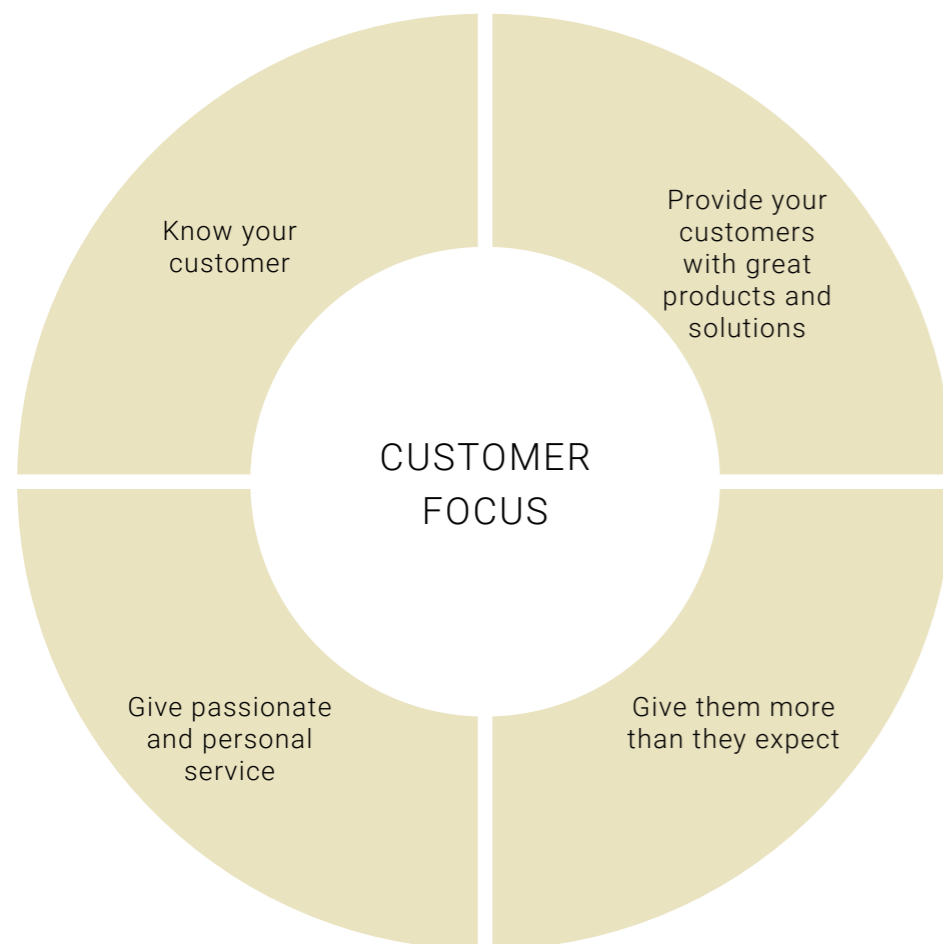 Know your
customer
Provide your
customers
with great
products and
solutions
CUSTOMER
FOCUS
Give passionate
and personal
service
Give them more
than they expect